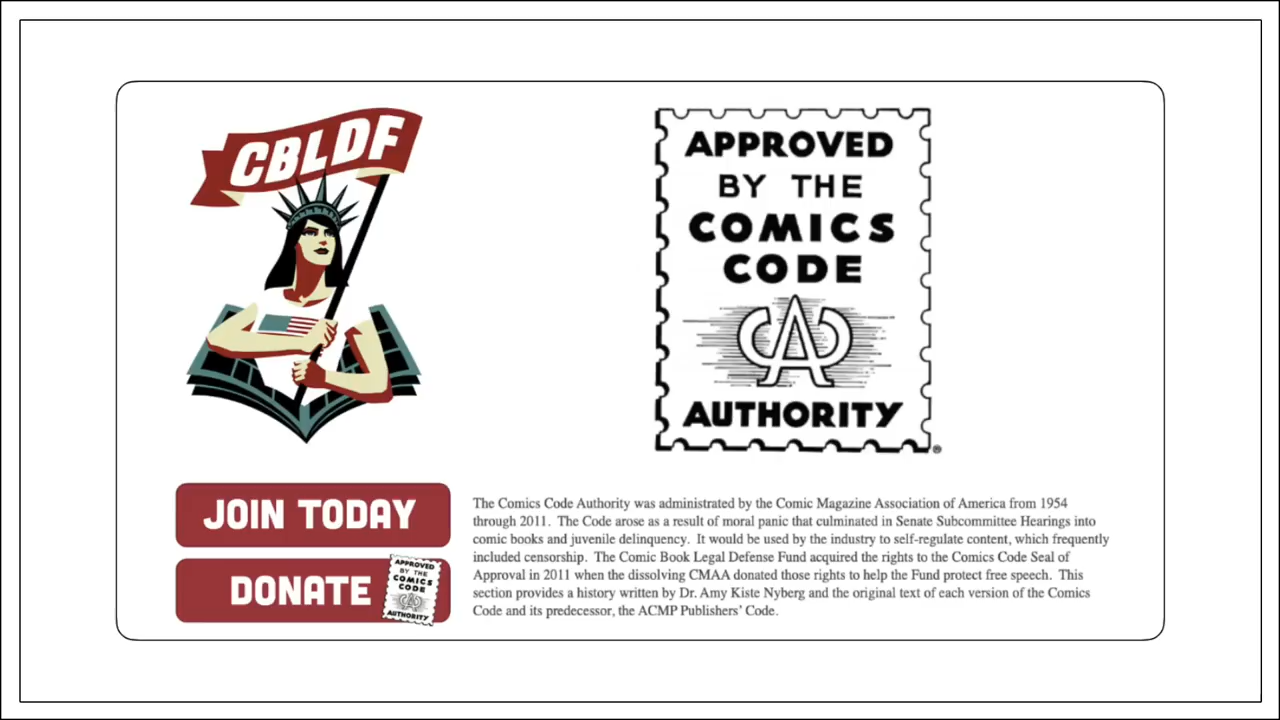 CBLDF
APPROVED
BY THE
COMICS
CODE
CA
AUTHORITY
®
JOIN TODAY
DONATE
APPROVED
BY THE
COMICS
CODE
CA
AUTHORITY
The Comics Code Authority was administrated by the Comic Magazine Association of America from 1954
through 2011. The Code arose as a result of moral panic that culminated in Senate Subcommittee Hearings into
comic books and juvenile delinquency. It would be used by the industry to self-regulate content, which frequently
included censorship. The Comic Book Legal Defense Fund acquired the rights to the Comics Code Seal of
Approval in 2011 when the dissolving CMAA donated those rights to help the Fund protect free speech. This
section provides a history written by Dr. Amy Kiste Nyberg and the original text of each version of the Comics
Code and its predecessor, the ACMP Publishers' Code.